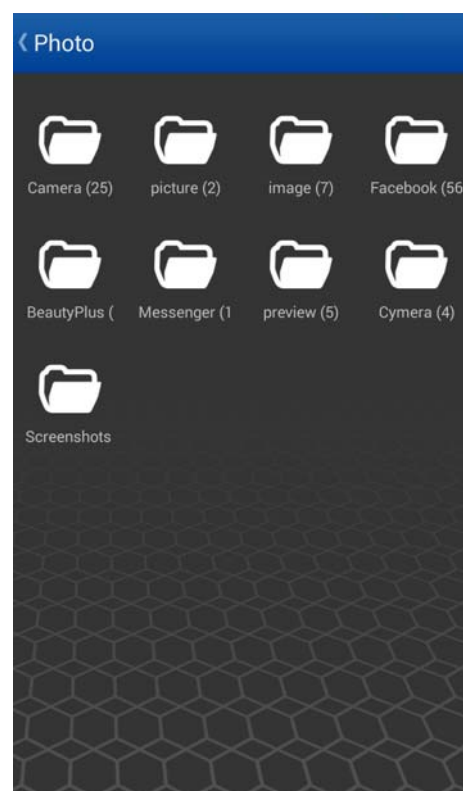 Photo
Camera (25)
picture (2)
image (7)
Facebook (56
BeautyPlus (
Messenger (1
preview (5)
Cymera (4)
Screenshots